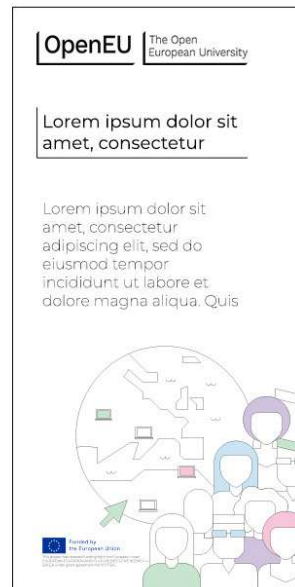 OpenEU
The Open
European University
Lorem ipsum dolor sit
amet, consectetur
Lorem ipsum dolor sit
amet, consectetur
adipiscing elit, sed do
eiusmod tempor
incididunt ut labore et
dolore magna aliqua. Quis
Funded by
the European Union